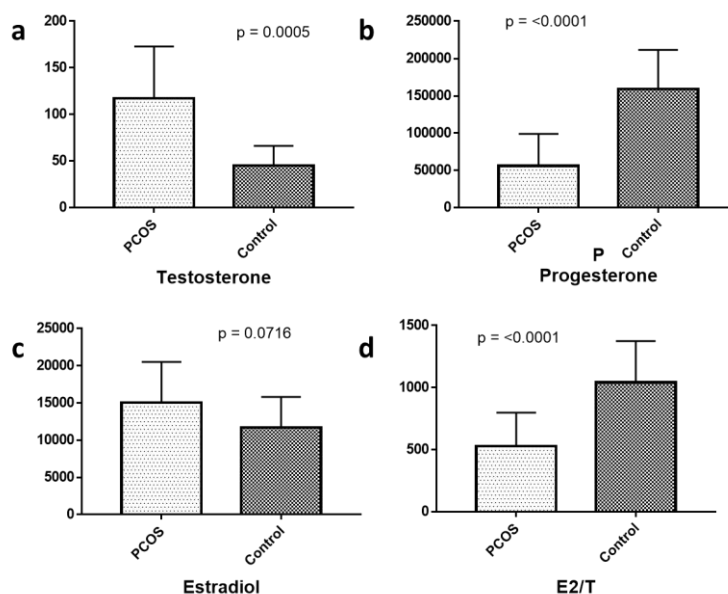 a
p = 0.0005
200
150
100
50
0
PCOS
Control
Testosterone
b
p = <0.0001
250000
200000
150000
100000
50000
0
PCOS
Control
P
Progesterone
c
p = 0.0716
25000
20000
15000
10000
5000
0
PCOS
Control
Estradiol
d
p = <0.0001
1500
1000
500
0
PCOS
Control
E2/T